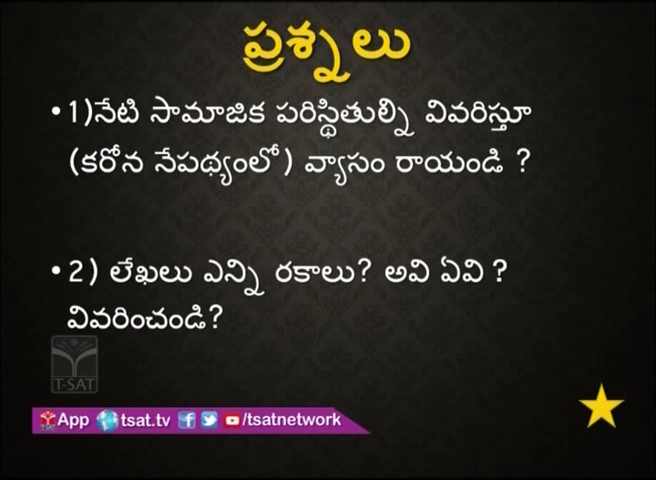 ప్రశ్నలు
•1)నేటి సామాజిక పరిస్థితుల్ని వివరిస్తూ
(కరోన నేపథ్యంలో) వ్యాసం రాయండి ?
•2) లేఖలు ఎన్ని రకాలు? అవి ఏవి ?
వివరించండి?
T-SAT
App tsat.tv /tsatnetwork